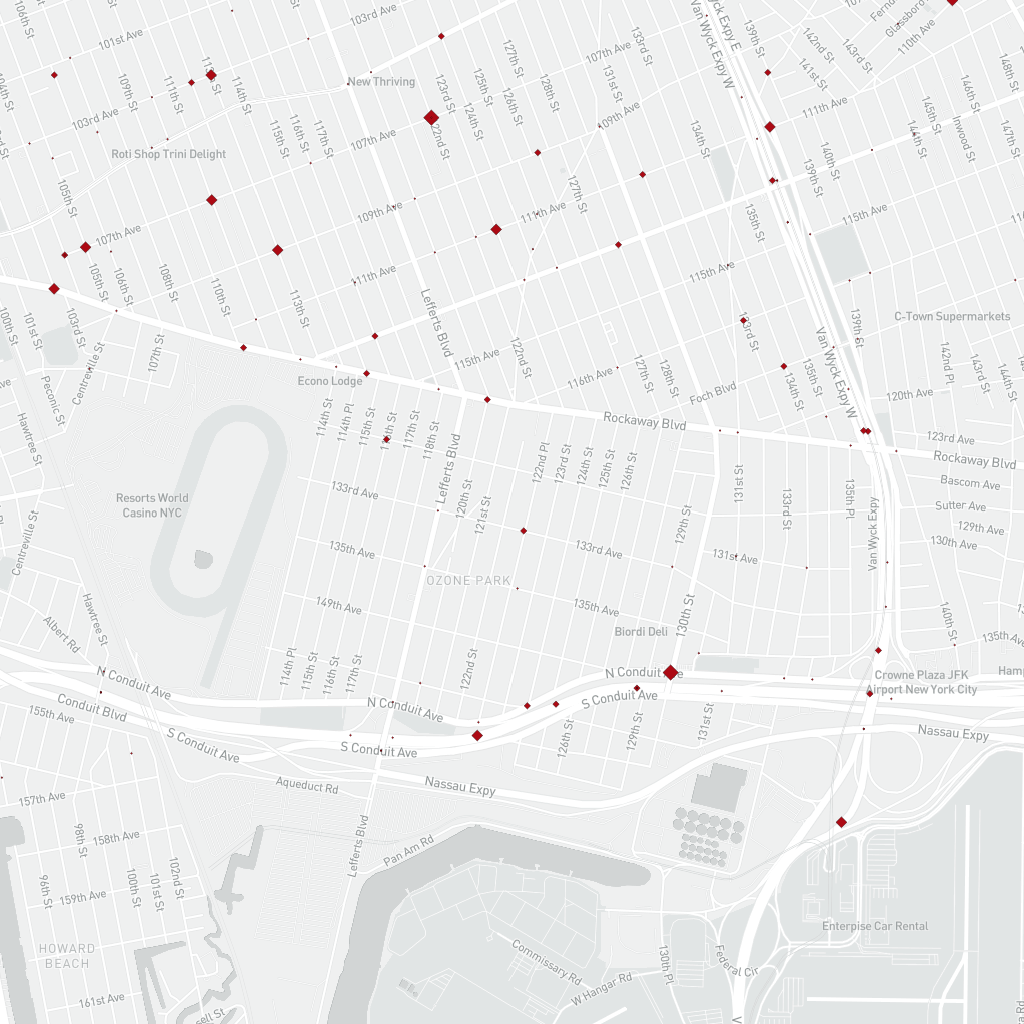 106th St
101st Ave
103rd Ave
127th St
133rd St
Van Wyck Expy W
Van Wyck Expy E
139th St
107th Ave
142nd St
143rd St
141st St
110th Ave
104th St
109th St
111th St
114th St
New Thriving
123rd St
125th St
126th St
128th St
107th Ave
148th St
103rd Ave
115th St
116th St
117th St
107th Ave
122nd St
124th St
109th Ave
134th St
111th Ave
140th St
144th St
145th St
Inwood St
147th St
Roti Shop Trini Delight
105th St
127th St
139th St
107th Ave
109th Ave
111th Ave
135th St
115th Ave
105th St
106th St
108th St
110th St
111th Ave
115th Ave
100th St
101st St
103rd St
113th St
Lefferts Blvd
133rd St
C-Town Supermarkets
107th St
Centreville St
115th Ave
122nd St
116th Ave
127th St
128th St
Foch Blvd
134th St
135th St
Van Wyck Expy W
139th St
142nd Pl
143rd St
144th St
Peconic St
Econo Lodge
120th Ave
Hawtree St
114th St
114th Pl
115th St
116th St
117th St
118th St
Rockaway Blvd
123rd Ave
Rockaway Blvd
Lefferts Blvd
122nd Pl
123rd St
124th St
125th St
126th St
Bascom Ave
Resorts World
Casino NYC
133rd Ave
120th St
121st St
129th St
131st St
133rd St
135th Pl
Van Wyck Expy
Sutter Ave
129th Ave
130th Ave
Centreville St
135th Ave
133rd Ave
131st Ave
OZONE PARK
149th Ave
135th Ave
Hawtree St
Albert Rd
130th St
Biordi Deli
140th St
135th Ave
114th Pl
115th St
116th St
117th St
122nd St
N Conduit Ave
N Conduit Ave
N Conduit Ave
S Conduit Ave
Crowne Plaza JFK
Airport New York City
Conduit Blvd
155th Ave
S Conduit Ave
S Conduit Ave
126th St
129th St
131st St
Nassau Expy
Aqueduct Rd
Nassau Expy
157th Ave
98th St
158th Ave
Lefferts Blvd
Pan Am Rd
96th St
159th Ave
100th St
101st St
102nd St
HOWARD
BEACH
Enterpise Car Rental
Commissary Rd
W Hangar Rd
130th Pl
Federal Cir
161st Ave